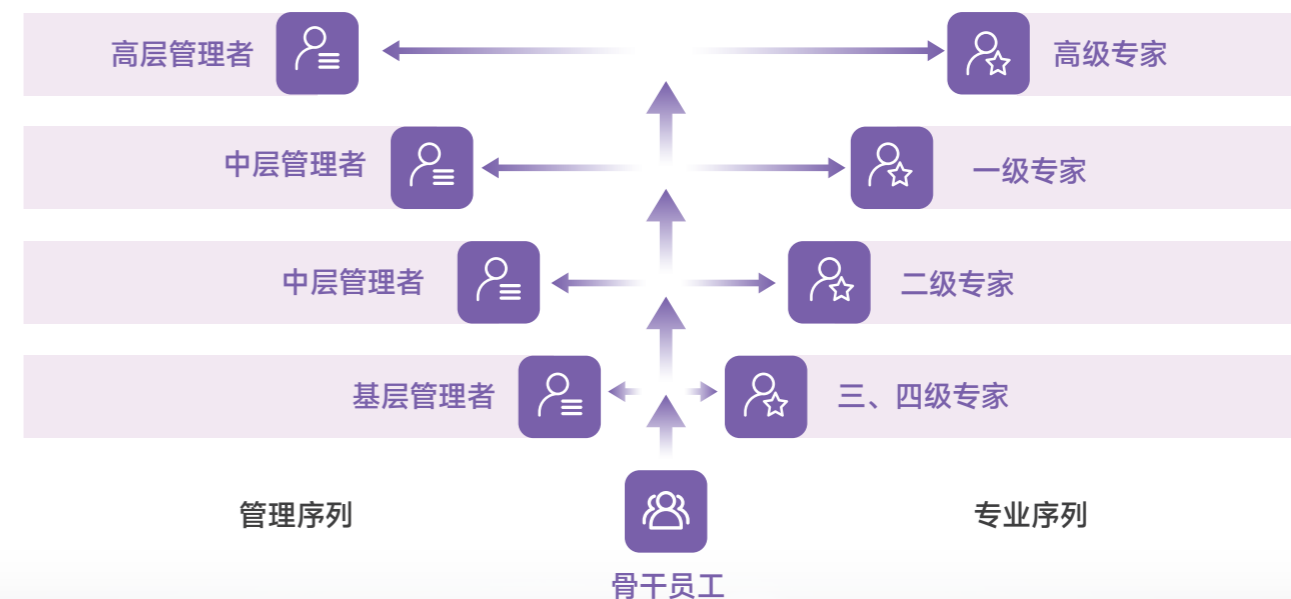 高层管理者
高级专家
中层管理者
一级专家
中层管理者
二级专家
基层管理者
三、四级专家
管理序列
专业序列
骨干员工